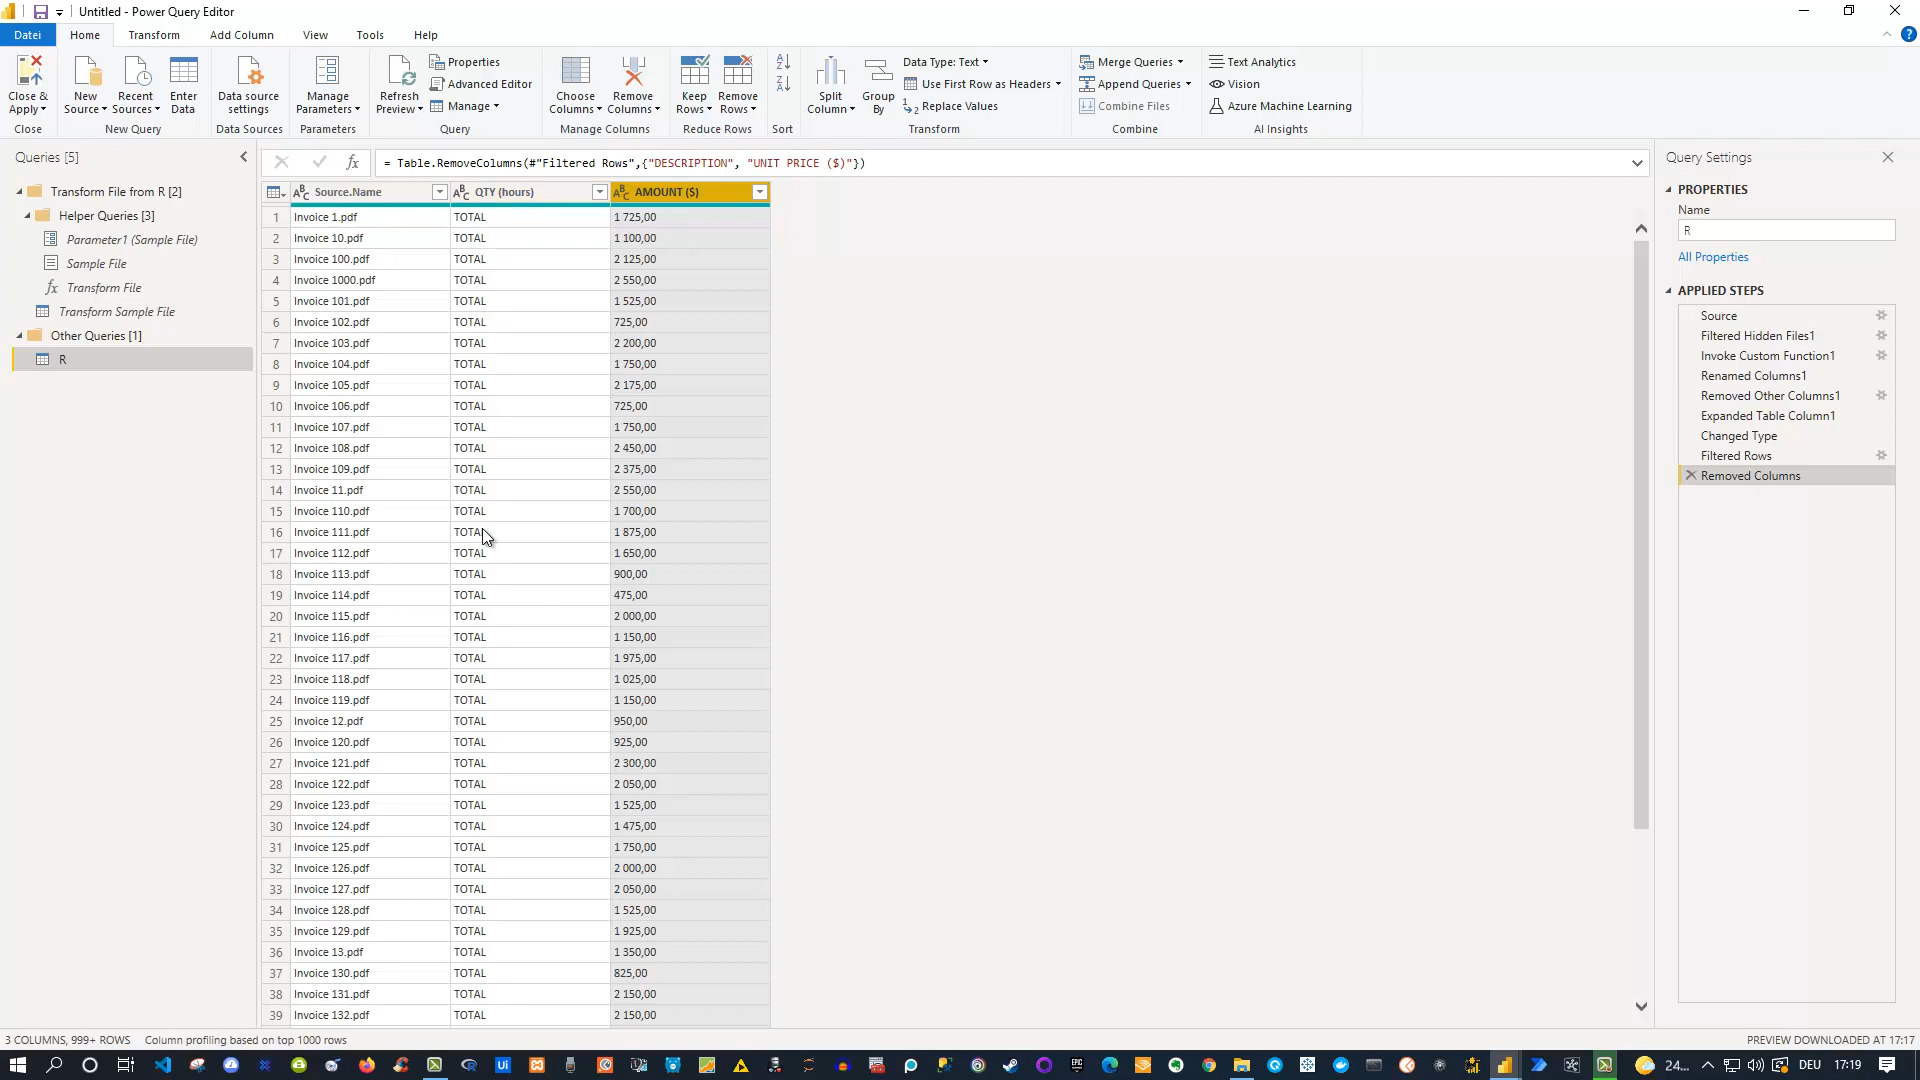 Untitled - Power Query Editor
Datei Home Transform Add Column View Tools Help
Close & Apply
New Source
Recent Sources
Enter Data
Data source settings
Manage Parameters
Refresh Preview
Properties
Advanced Editor
Manage
Choose Columns
Remove Columns
Keep Rows
Remove Rows
Split Column
Group By
Data Type: Text
Use First Row as Headers
Replace Values
Merge Queries
Append Queries
Combine Files
Text Analytics
Vision
Azure Machine Learning
Close New Query Data Sources Parameters Query Manage Columns Reduce Rows Sort Transform Combine AI Insights
Queries [5]
Transform File from R [2]
Helper Queries [3]
Parameter1 (Sample File)
Sample File
Transform File
Transform Sample File
Other Queries [1]
R
= Table.RemoveColumns(#"Filtered Rows",{"DESCRIPTION", "UNIT PRICE ($)"})
Source.Name QTY (hours) AMOUNT ($)
1 Invoice 1.pdf TOTAL 1 725,00
2 Invoice 10.pdf TOTAL 1 100,00
3 Invoice 100.pdf TOTAL 2 125,00
4 Invoice 1000.pdf TOTAL 2 550,00
5 Invoice 101.pdf TOTAL 1 525,00
6 Invoice 102.pdf TOTAL 725,00
7 Invoice 103.pdf TOTAL 2 200,00
8 Invoice 104.pdf TOTAL 1 750,00
9 Invoice 105.pdf TOTAL 2 175,00
10 Invoice 106.pdf TOTAL 725,00
11 Invoice 107.pdf TOTAL 1 750,00
12 Invoice 108.pdf TOTAL 2 450,00
13 Invoice 109.pdf TOTAL 2 375,00
14 Invoice 11.pdf TOTAL 2 550,00
15 Invoice 110.pdf TOTAL 1 700,00
16 Invoice 111.pdf TOTAL 1 875,00
17 Invoice 112.pdf TOTAL 1 650,00
18 Invoice 113.pdf TOTAL 900,00
19 Invoice 114.pdf TOTAL 475,00
20 Invoice 115.pdf TOTAL 2 000,00
21 Invoice 116.pdf TOTAL 1 150,00
22 Invoice 117.pdf TOTAL 1 975,00
23 Invoice 118.pdf TOTAL 1 025,00
24 Invoice 119.pdf TOTAL 1 150,00
25 Invoice 12.pdf TOTAL 950,00
26 Invoice 120.pdf TOTAL 925,00
27 Invoice 121.pdf TOTAL 2 300,00
28 Invoice 122.pdf TOTAL 2 050,00
29 Invoice 123.pdf TOTAL 1 525,00
30 Invoice 124.pdf TOTAL 1 475,00
31 Invoice 125.pdf TOTAL 1 750,00
32 Invoice 126.pdf TOTAL 2 000,00
33 Invoice 127.pdf TOTAL 2 050,00
34 Invoice 128.pdf TOTAL 1 525,00
35 Invoice 129.pdf TOTAL 1 925,00
36 Invoice 13.pdf TOTAL 1 350,00
37 Invoice 130.pdf TOTAL 825,00
38 Invoice 131.pdf TOTAL 2 150,00
39 Invoice 132.pdf TOTAL 2 150,00
Query Settings
PROPERTIES
Name
R
All Properties
APPLIED STEPS
Source
Filtered Hidden Files1
Invoke Custom Function1
Renamed Columns1
Removed Other Columns1
Expanded Table Column1
Changed Type
Filtered Rows
Removed Columns
3 COLUMNS, 999+ ROWS Column profiling based on top 1000 rows PREVIEW DOWNLOADED AT 17:17
24... DEU 17:19